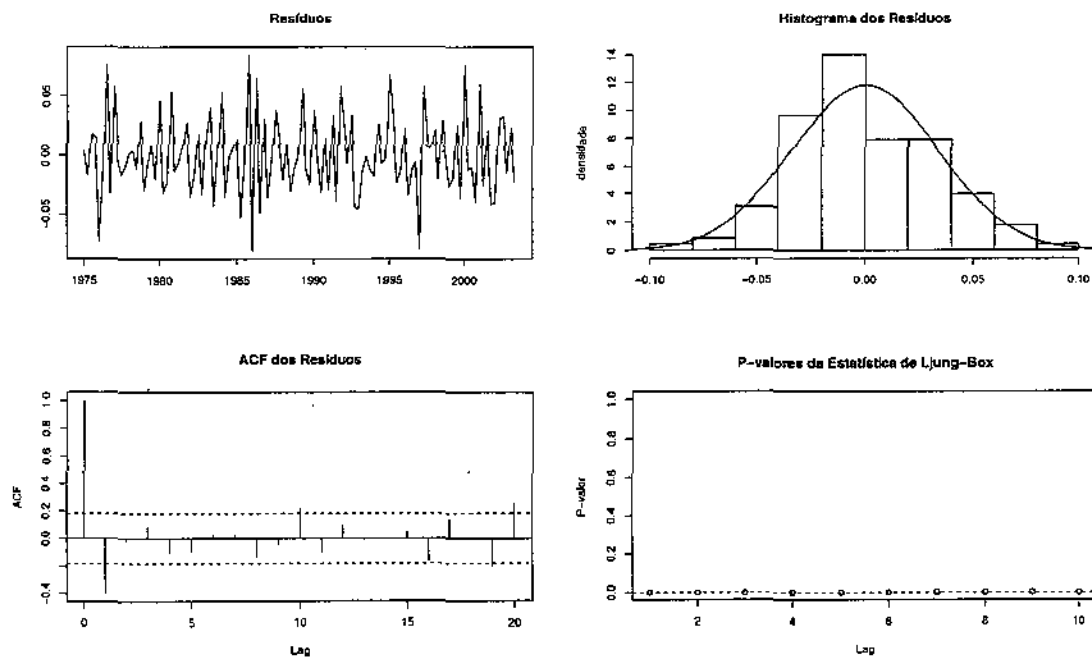 Resíduos
0.05
0.00
-0.05
1975 1980 1985 1990 1995 2000
Histograma dos Resíduos
densidade
14
12
10
8
6
4
2
0
-0.10 -0.05 0.00 0.05 0.10
ACF dos Resíduos
ACF
1.0
0.8
0.6
0.4
0.2
0.0
-0.4
0 5 10 15 20
Lag
P-valores da Estatística de Ljung-Box
P-valor
1.0
0.8
0.6
0.4
0.2
0.0
2 4 6 8 10
Lag